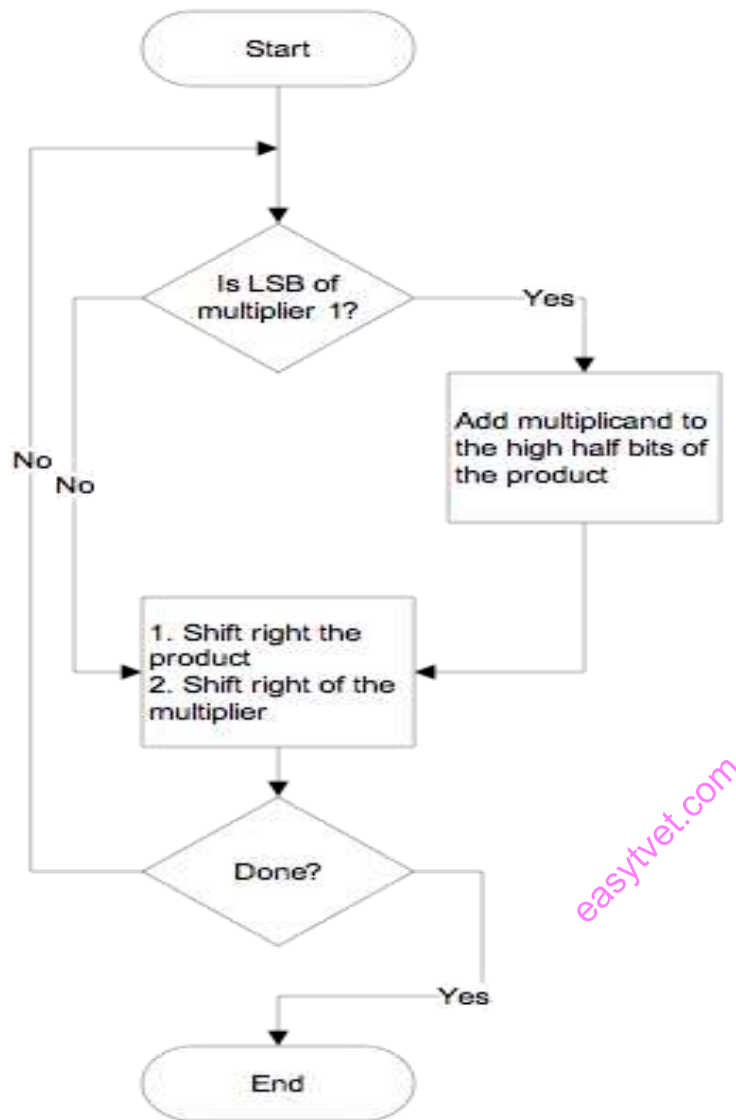 Start
Is LSB of
multiplier 1?
Yes
Add multiplicand to
the high half bits of
the product
No
No
1. Shift right the
product
2. Shift right of the
multiplier
Done?
Yes
End
easytvet.com